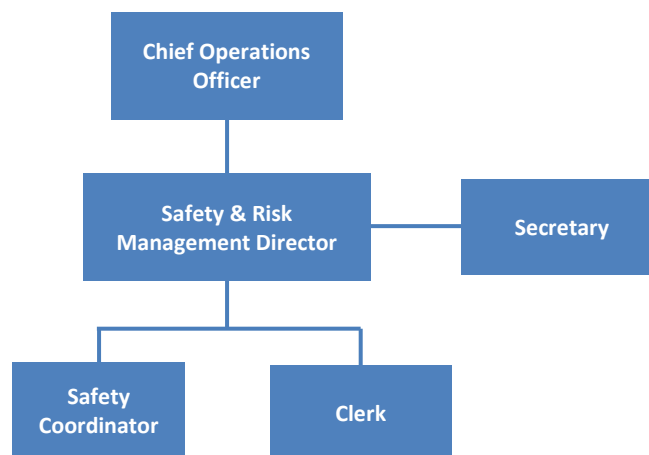 Chief Operations
Officer
Safety & Risk
Management Director
Secretary
Safety
Coordinator
Clerk